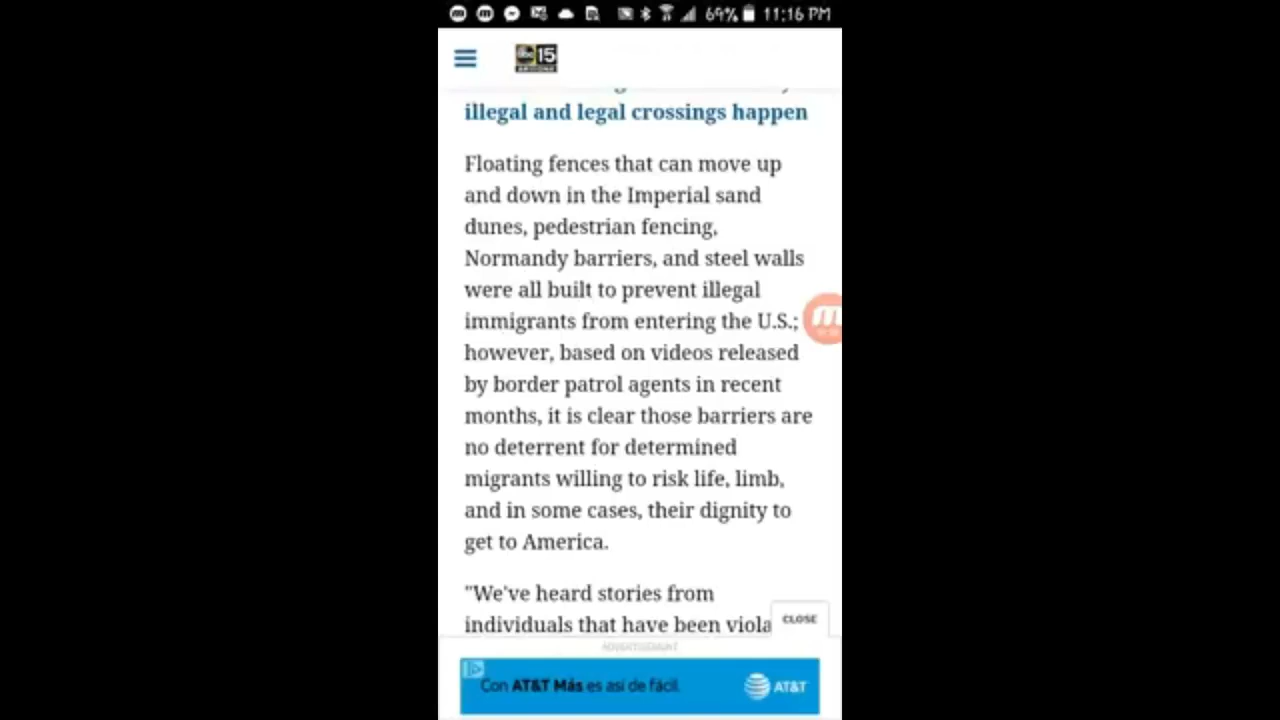 69% 11:16 PM
abc 15
ARIZONA
illegal and legal crossings happen
Floating fences that can move up
and down in the Imperial sand
dunes, pedestrian fencing,
Normandy barriers, and steel walls
were all built to prevent illegal
immigrants from entering the U.S.;
however, based on videos released
by border patrol agents in recent
months, it is clear those barriers are
no deterrent for determined
migrants willing to risk life, limb,
and in some cases, their dignity to
get to America.
"We've heard stories from
individuals that have been viola
CLOSE
ADVERTISEMENT
Con AT&T Más es así de fácil.
AT&T